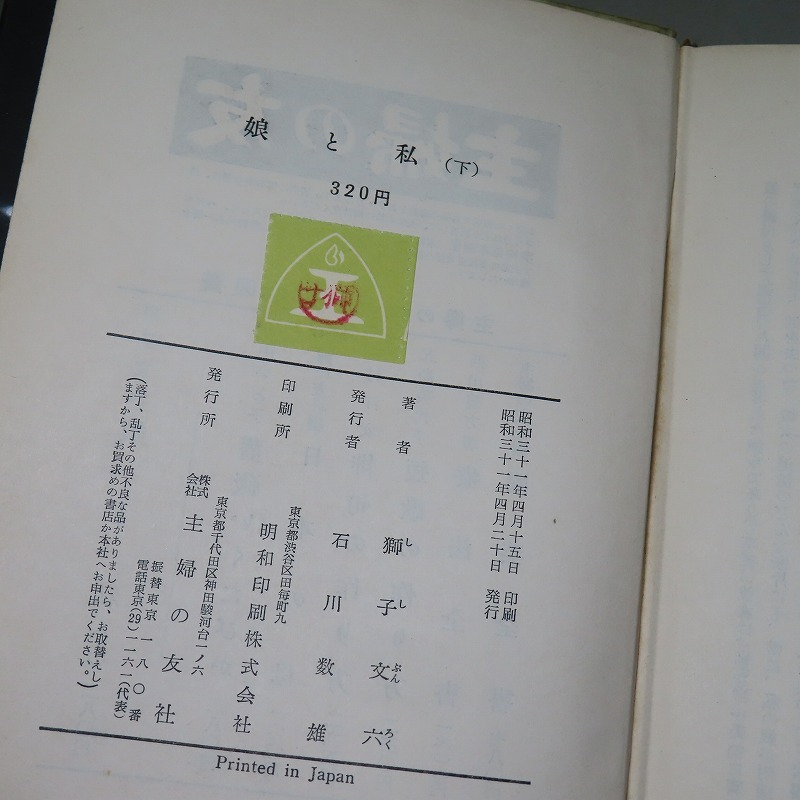 娘と私(下)
320円
昭和三十一年四月十五日 印刷
昭和三十一年四月二十日 発行
著者 獅子文六
しし ぶんろく
発行者 石川数雄
東京都渋谷区田毎町九
印刷所 明和印刷株式会社
東京都千代田区神田駿河台一ノ六
発行所 株式会社 主婦の友社
振替東京一八〇番
電話東京(29)一一六一(代表)
(落丁、乱丁その他不良な品がありましたら、お取替えし
ますから、お買求めの書店か本社へお申出でください。)
Printed in Japan